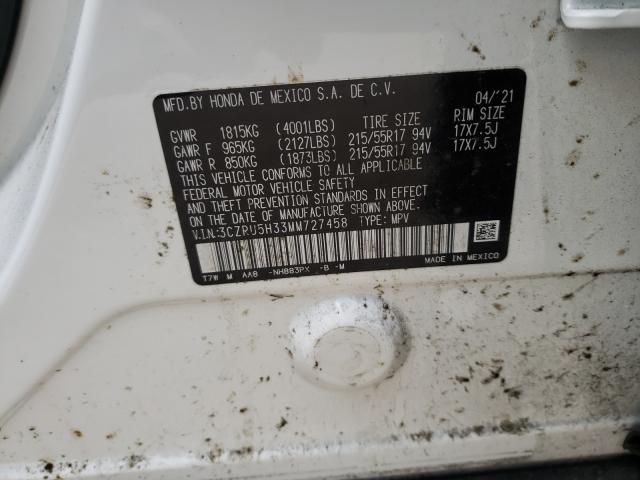 MFD.BY HONDA DE MEXICO S.A. DE C.V. 04/'21
GVWR 1815KG (4001LBS) TIRE SIZE RIM SIZE
GAWR F 965KG (2127LBS) 215/55R17 94V 17X7.5J
GAWR R 850KG (1873LBS) 215/55R17 94V 17X7.5J
THIS VEHICLE CONFORMS TO ALL APPLICABLE
FEDERAL MOTOR VEHICLE SAFETY
AND THEFT PREVENTION STANDARDS IN EFFECT
ON THE DATE OF MANUFACTURE SHOWN ABOVE.
V.I.N:3CZRU5H33MM727458 TYPE: MPV
T7W M AA8 -NH883PX -B -M
MADE IN MEXICO